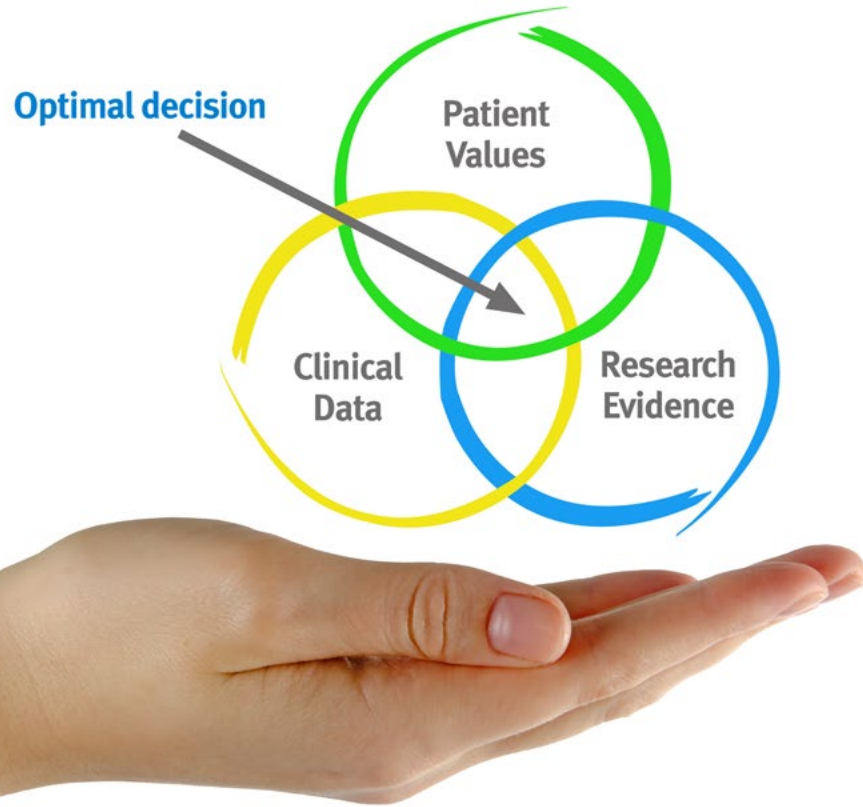 Optimal decision
Patient
Values
Clinical
Data
Research
Evidence